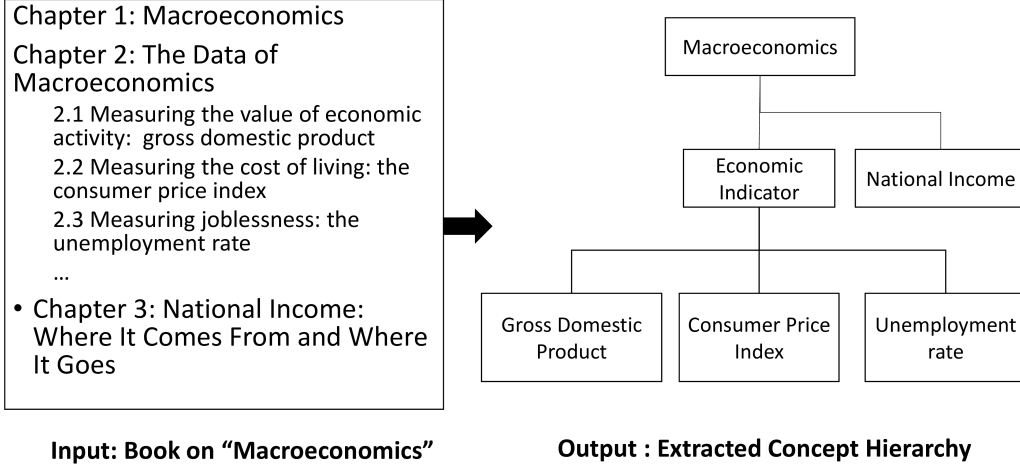 Chapter 1: Macroeconomics
Chapter 2: The Data of
Macroeconomics
2.1 Measuring the value of economic
activity: gross domestic product
2.2 Measuring the cost of living: the
consumer price index
2.3 Measuring joblessness: the
unemployment rate
...
• Chapter 3: National Income:
Where It Comes From and Where
It Goes
Input: Book on “Macroeconomics”
Macroeconomics
Economic
Indicator
National Income
Gross Domestic
Product
Consumer Price
Index
Unemployment
rate
Output : Extracted Concept Hierarchy